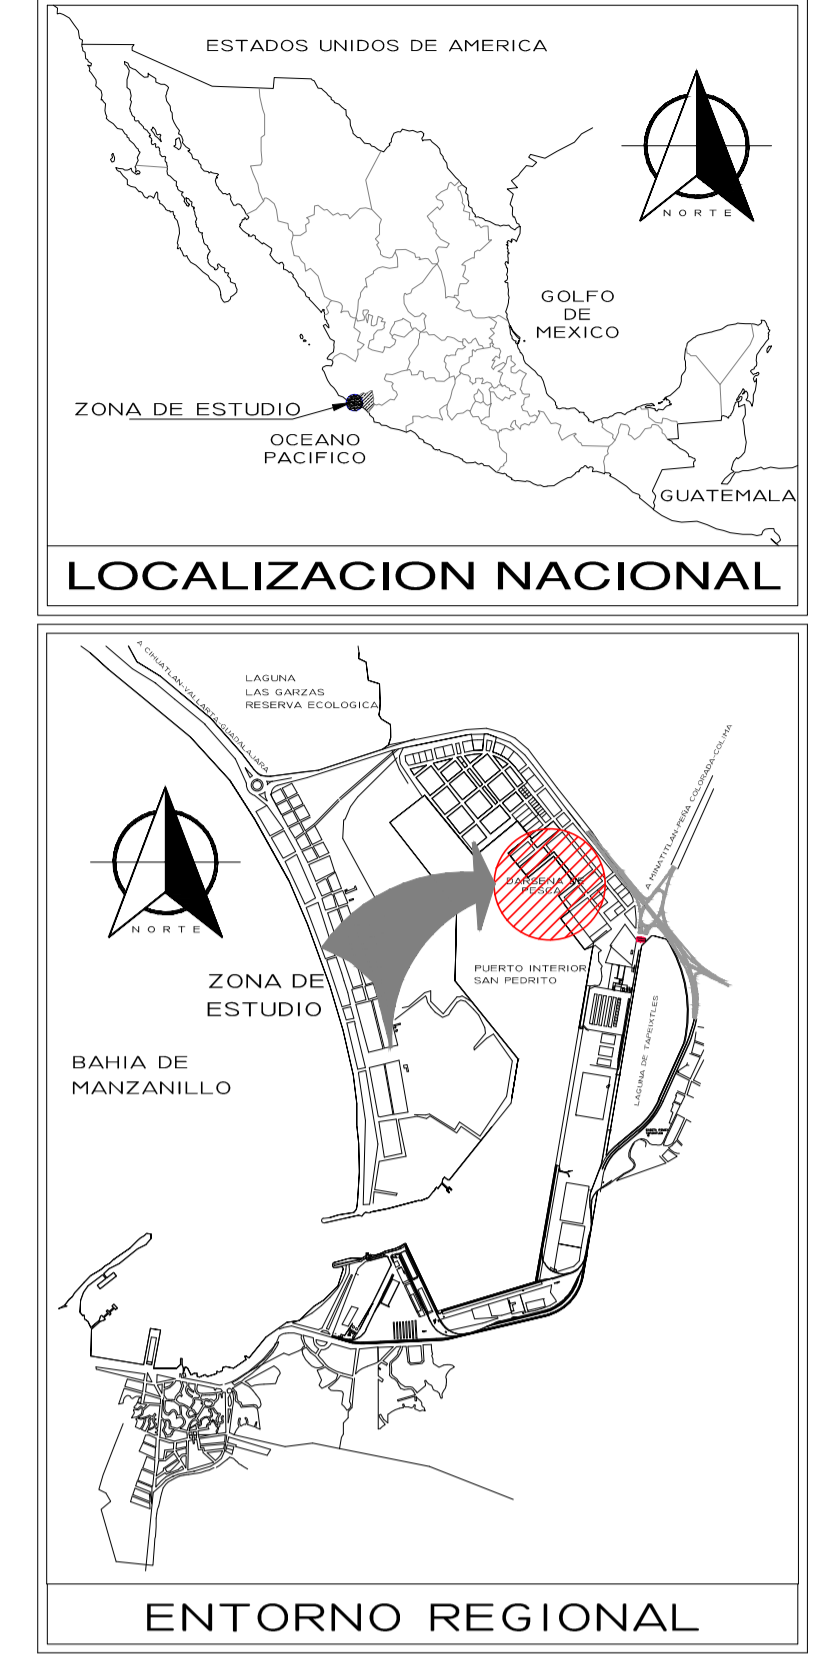 ESTADOS UNIDOS DE AMERICA
NORTE
GOLFO
DE
MEXICO
ZONA DE ESTUDIO
OCEANO
PACIFICO
GUATEMALA
LOCALIZACION NACIONAL
A CIHUATLAN-VALLARTA-GUADALAJARA
LAGUNA
LAS GARZAS
RESERVA ECOLOGICA
A MINATITLAN-PEÑA COLORADA-COLIMA
NORTE
DARSENA DE
PESCA
ZONA DE
ESTUDIO
PUERTO INTERIOR
SAN PEDRITO
LAGUNA DE TAPEIXTLES
BAHIA DE
MANZANILLO
ENTORNO REGIONAL